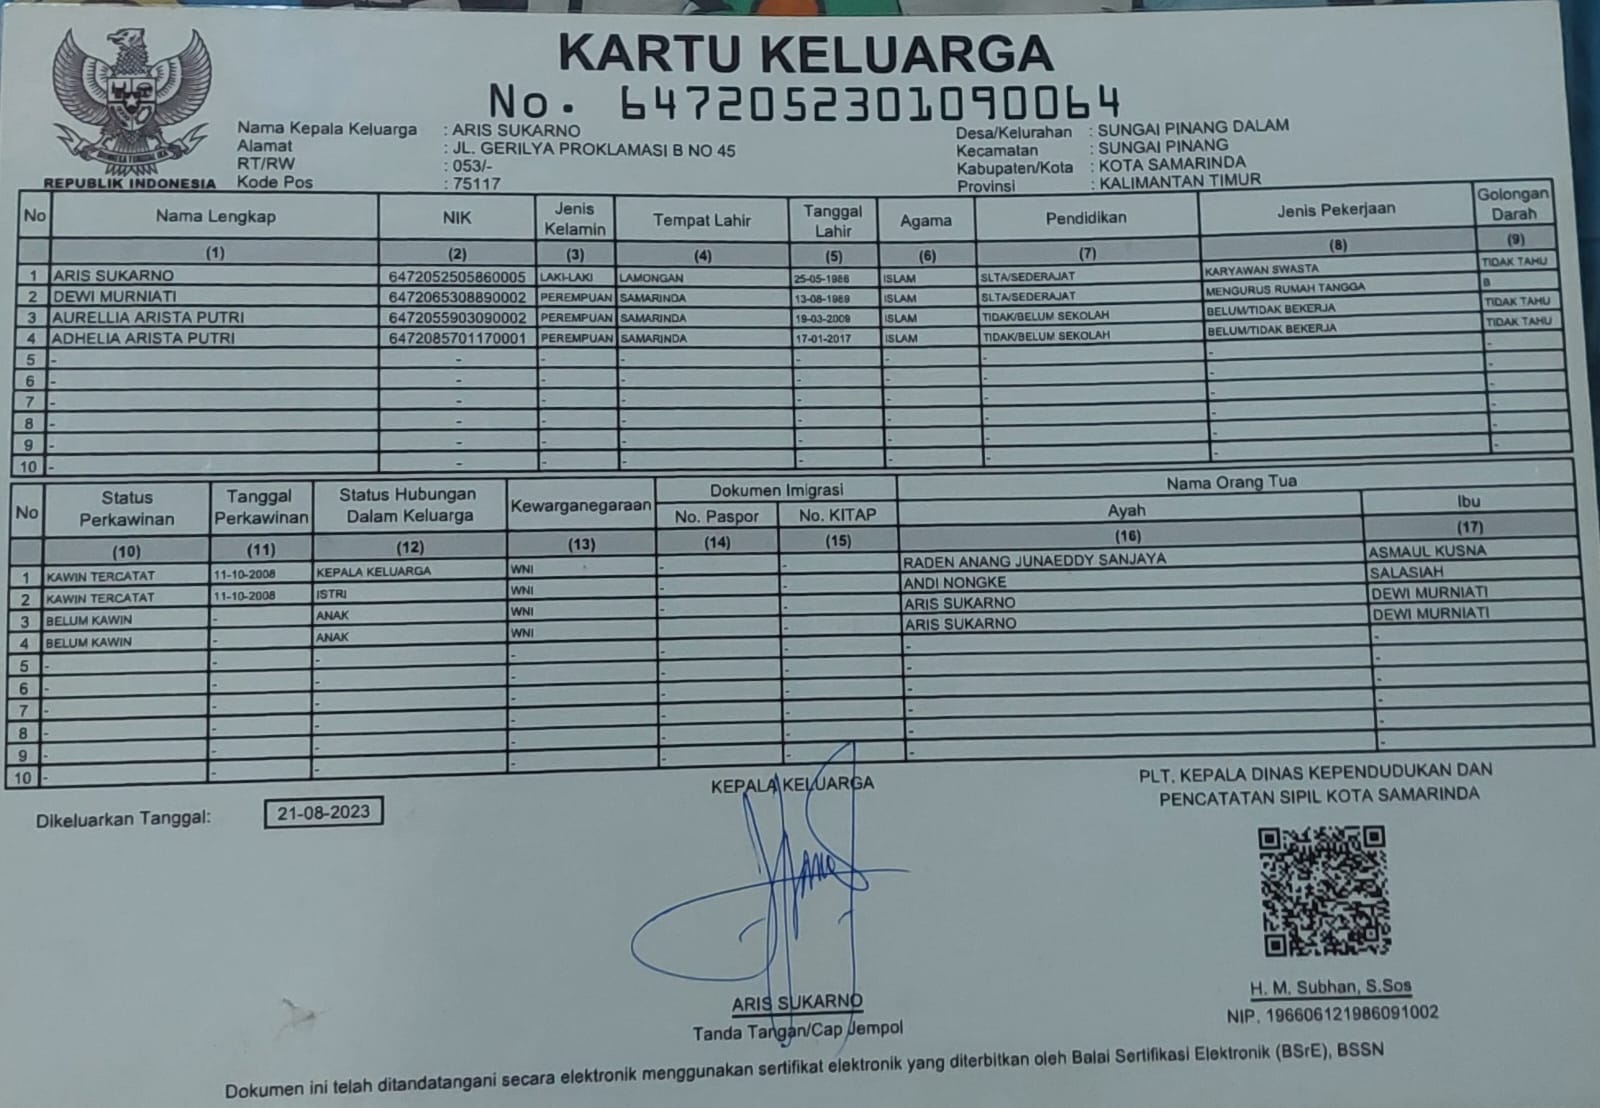 KARTU KELUARGA
No. 6472052301090064
REPUBLIK INDONESIA
Nama Kepala Keluarga : ARIS SUKARNO
Alamat : JL. GERILYA PROKLAMASI B NO 45
RT/RW : 053/-
Kode Pos : 75117
Desa/Kelurahan : SUNGAI PINANG DALAM
Kecamatan : SUNGAI PINANG
Kabupaten/Kota : KOTA SAMARINDA
Provinsi : KALIMANTAN TIMUR
No Nama Lengkap NIK Jenis Kelamin Tempat Lahir Tanggal Lahir Agama Pendidikan Jenis Pekerjaan Golongan Darah
(1) (2) (3) (4) (5) (6) (7) (8) (9)
1 ARIS SUKARNO 6472052505860005 LAKI-LAKI LAMONGAN 25-05-1986 ISLAM SLTA/SEDERAJAT KARYAWAN SWASTA TIDAK TAHU
2 DEWI MURNIATI 6472065308890002 PEREMPUAN SAMARINDA 13-08-1989 ISLAM SLTA/SEDERAJAT MENGURUS RUMAH TANGGA B
3 AURELLIA ARISTA PUTRI 6472055903090002 PEREMPUAN SAMARINDA 19-03-2009 ISLAM TIDAK/BELUM SEKOLAH BELUM/TIDAK BEKERJA TIDAK TAHU
4 ADHELIA ARISTA PUTRI 6472085701170001 PEREMPUAN SAMARINDA 17-01-2017 ISLAM TIDAK/BELUM SEKOLAH BELUM/TIDAK BEKERJA TIDAK TAHU
5 - - - - - - - - -
6 - - - - - - - - -
7 - - - - - - - - -
8 - - - - - - - - -
9 - - - - - - - - -
10 - - - - - - - - -
No Status Perkawinan Tanggal Perkawinan Status Hubungan Dalam Keluarga Kewarganegaraan Dokumen Imigrasi Nama Orang Tua
No. Paspor No. KITAP Ayah Ibu
(10) (11) (12) (13) (14) (15) (16) (17)
1 KAWIN TERCATAT 11-10-2008 KEPALA KELUARGA WNI - - RADEN ANANG JUNAEDDY SANJAYA ASMAUL KUSNA
2 KAWIN TERCATAT 11-10-2008 ISTRI WNI - - ANDI NONGKE SALASIAH
3 BELUM KAWIN - ANAK WNI - - ARIS SUKARNO DEWI MURNIATI
4 BELUM KAWIN - ANAK WNI - - ARIS SUKARNO DEWI MURNIATI
5 - - - - - - - -
6 - - - - - - - -
7 - - - - - - - -
8 - - - - - - - -
9 - - - - - - - -
10 - - - - - - - -
Dikeluarkan Tanggal: 21-08-2023
KEPALA KELUARGA
ARIS SUKARNO
Tanda Tangan/Cap Jempol
PLT. KEPALA DINAS KEPENDUDUKAN DAN
PENCATATAN SIPIL KOTA SAMARINDA
H. M. Subhan, S.Sos
NIP. 196606121986091002
Dokumen ini telah ditandatangani secara elektronik menggunakan sertifikat elektronik yang diterbitkan oleh Balai Sertifikasi Elektronik (BSrE), BSSN